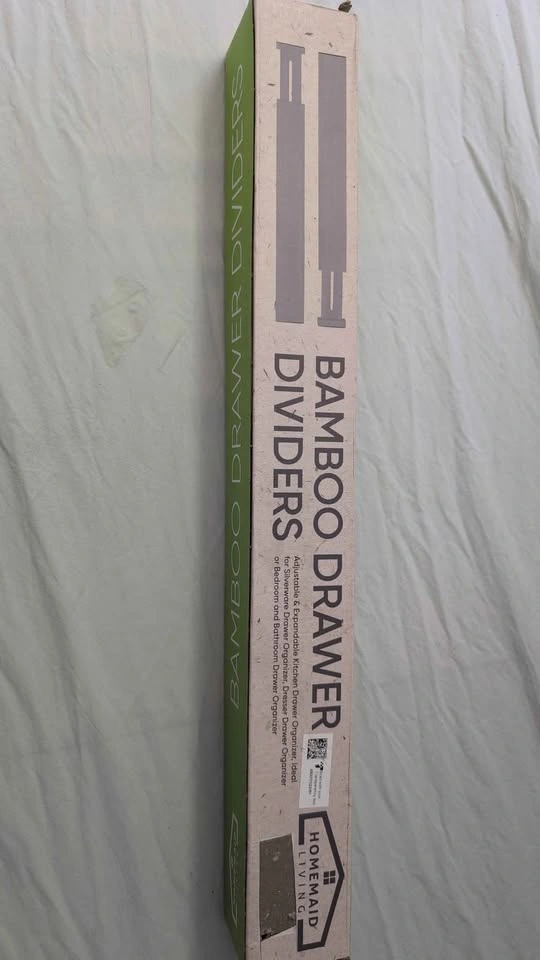 BAMBOO DRAWER DIVIDERS
BAMBOO DRAWER
DIVIDERS
Adjustable & Expandable Kitchen Drawer Organizer, Ideal
for Silverware Drawer Organizer, Dresser Drawer Organizer
or Bedroom and Bathroom Drawer Organizer
HOMEMAID
LIVING